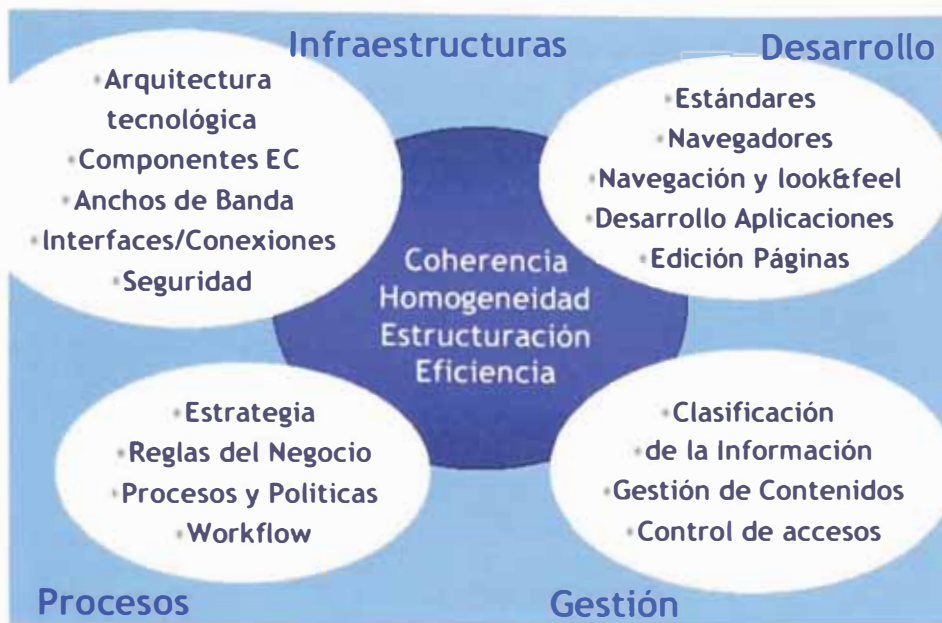 Infraestructuras
•Arquitectura
tecnológica
•Componentes EC
•Anchos de Banda
•Interfaces/Conexiones
•Seguridad
Desarrollo
•Estándares
•Navegadores
•Navegación y look&feel
•Desarrollo Aplicaciones
•Edición Páginas
Coherencia
Homogeneidad
Estructuración
Eficiencia
•Estrategia
•Reglas del Negocio
•Procesos y Politicas
•Workflow
Procesos
•Clasificación
•de la Información
•Gestión de Contenidos
•Control de accesos
Gestión